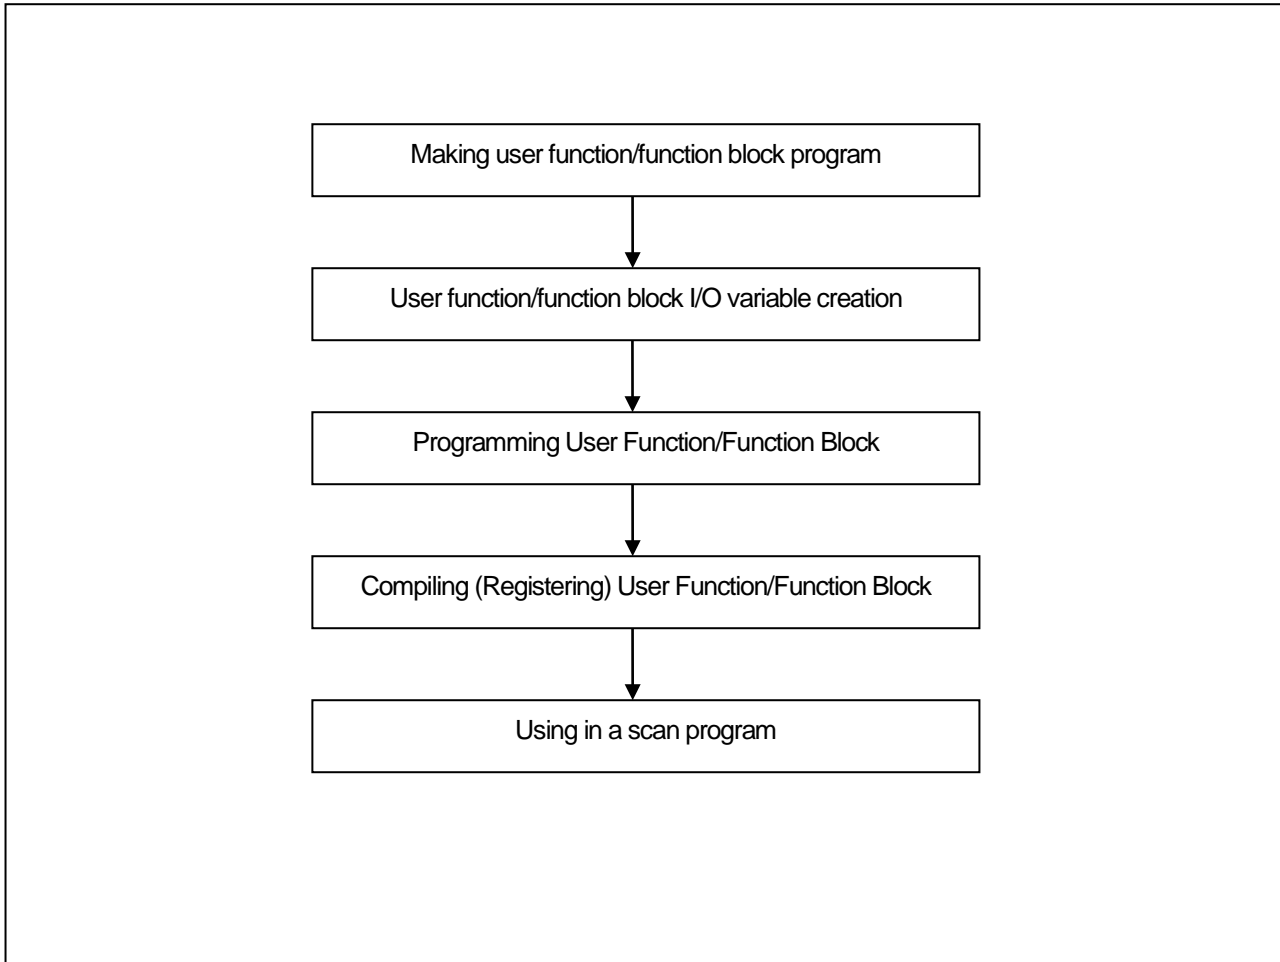 Making user function/function block program
User function/function block I/O variable creation
Programming User Function/Function Block
Compiling (Registering) User Function/Function Block
Using in a scan program